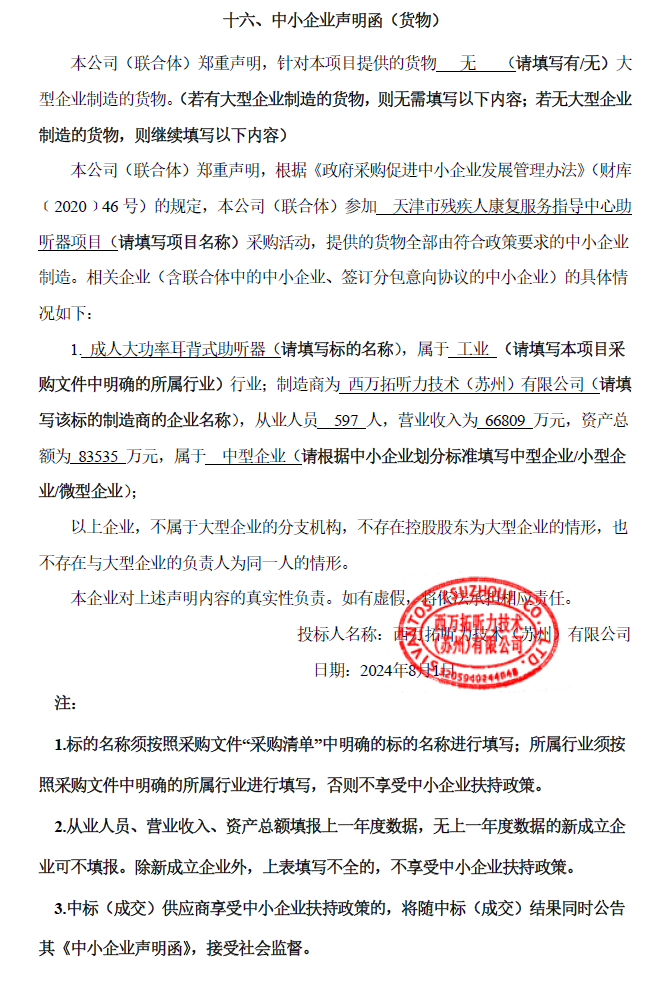 十六、中小企业声明函（货物）
本公司（联合体）郑重声明，针对本项目提供的货物 无 （请填写有/无）大
型企业制造的货物。（若有大型企业制造的货物，则无需填写以下内容；若无大型企业
制造的货物，则继续填写以下内容）
本公司（联合体）郑重声明，根据《政府采购促进中小企业发展管理办法》（财库
﹝2020﹞46 号）的规定，本公司（联合体）参加 天津市残疾人康复服务指导中心助
听器项目（请填写项目名称）采购活动，提供的货物全部由符合政策要求的中小企业
制造。相关企业（含联合体中的中小企业、签订分包意向协议的中小企业）的具体情
况如下：
1. 成人大功率耳背式助听器（请填写标的名称），属于 工业 （请填写本项目采
购文件中明确的所属行业）行业；制造商为 西万拓听力技术（苏州）有限公司（请填
写该标的制造商的企业名称），从业人员 597 人，营业收入为 66809 万元，资产总
额为 83535 万元，属于 中型企业（请根据中小企业划分标准填写中型企业/小型企
业/微型企业）；
以上企业，不属于大型企业的分支机构，不存在控股股东为大型企业的情形，也
不存在与大型企业的负责人为同一人的情形。
本企业对上述声明内容的真实性负责。如有虚假，将依法承担相应责任。
投标人名称：西万拓听力技术（苏州）有限公司
日期：2024年8月1日
SIVANTOS (SUZHOU) CO., LTD.
西万拓听力技术
（苏州）有限公司
3205940244048
注：
1.标的名称须按照采购文件“采购清单”中明确的标的名称进行填写；所属行业须按
照采购文件中明确的所属行业进行填写，否则不享受中小企业扶持政策。
2.从业人员、营业收入、资产总额填报上一年度数据，无上一年度数据的新成立企
业可不填报。除新成立企业外，上表填写不全的，不享受中小企业扶持政策。
3.中标（成交）供应商享受中小企业扶持政策的，将随中标（成交）结果同时公告
其《中小企业声明函》，接受社会监督。